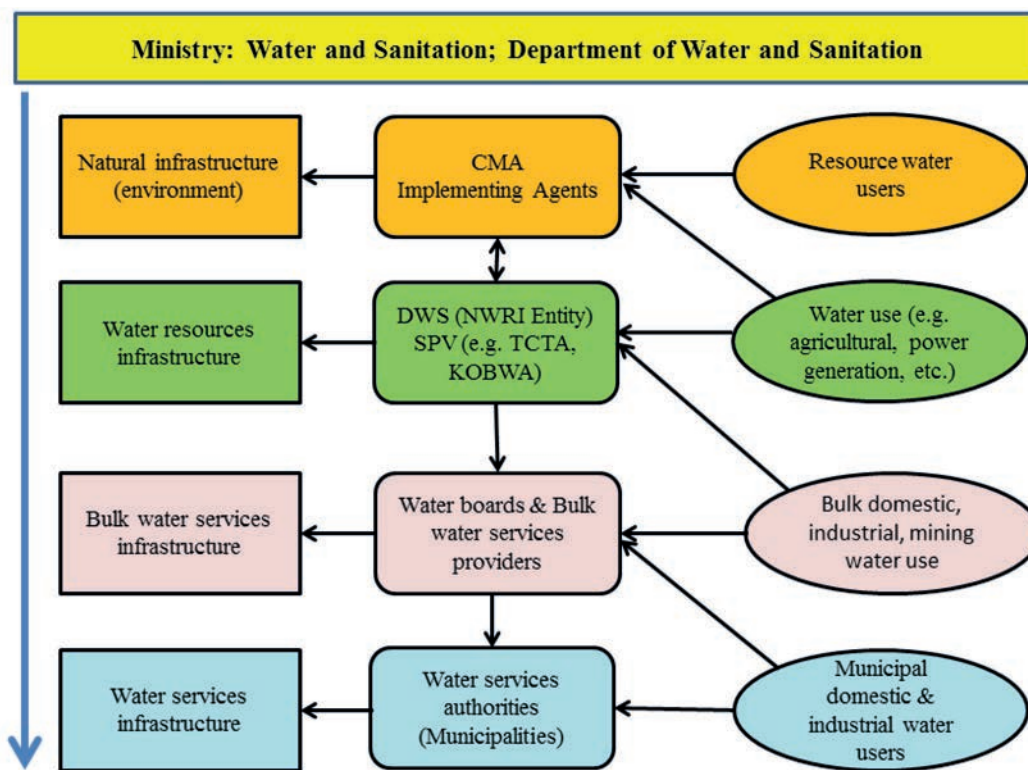 Ministry: Water and Sanitation; Department of Water and Sanitation
Natural infrastructure
(environment)
CMA
Implementing Agents
Resource water
users
Water resources
infrastructure
DWS (NWRI Entity)
SPV (e.g. TCTA,
KOBWA)
Water use (e.g.
agricultural, power
generation, etc.)
Bulk water services
infrastructure
Water boards & Bulk
water services
providers
Bulk domestic,
industrial, mining
water use
Water services
infrastructure
Water services
authorities
(Municipalities)
Municipal
domestic &
industrial water
users